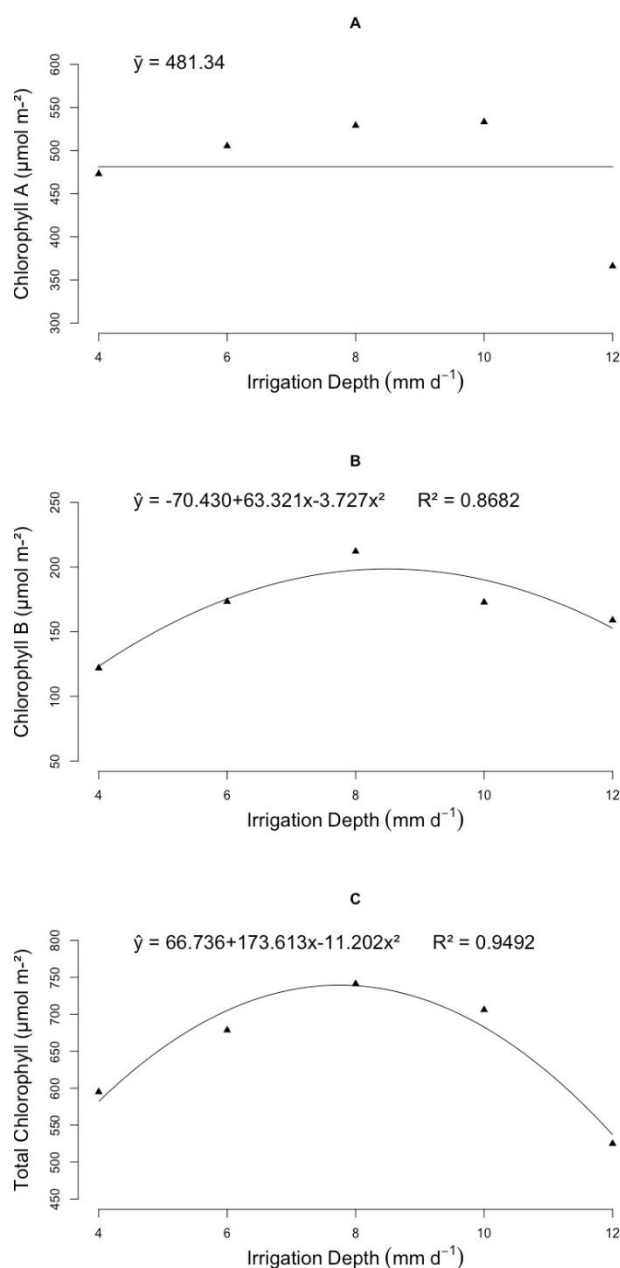 A
ȳ = 481.34
600
550
500
450
400
350
300
Chlorophyll A (µmol m-²)
4 6 8 10 12
Irrigation Depth (mm d⁻¹)
B
ŷ = -70.430+63.321x-3.727x² R² = 0.8682
250
200
150
100
50
Chlorophyll B (µmol m-²)
4 6 8 10 12
Irrigation Depth (mm d⁻¹)
C
ŷ = 66.736+173.613x-11.202x² R² = 0.9492
800
750
700
650
600
550
500
450
Total Chlorophyll (µmol m-²)
4 6 8 10 12
Irrigation Depth (mm d⁻¹)